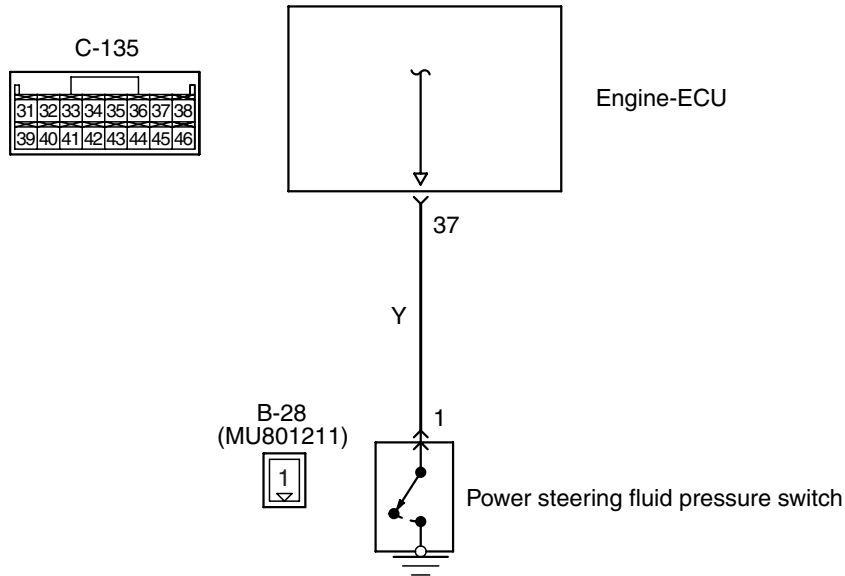 C-135
31 32 33 34 35 36 37 38
39 40 41 42 43 44 45 46
Engine-ECU
37
Y
B-28
(MU801211)
1
1
Power steering fluid pressure switch